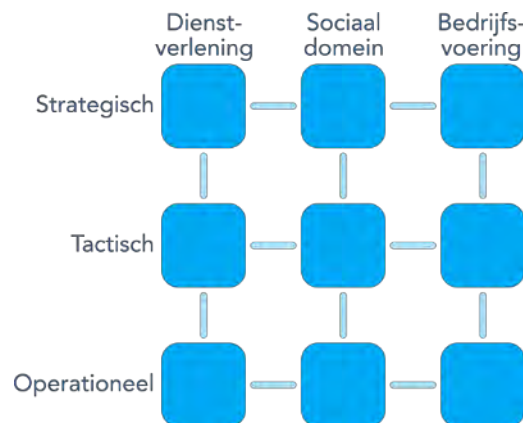 Dienst-
verlening
Sociaal
domein
Bedrijfs-
voering
Strategisch
Tactisch
Operationeel